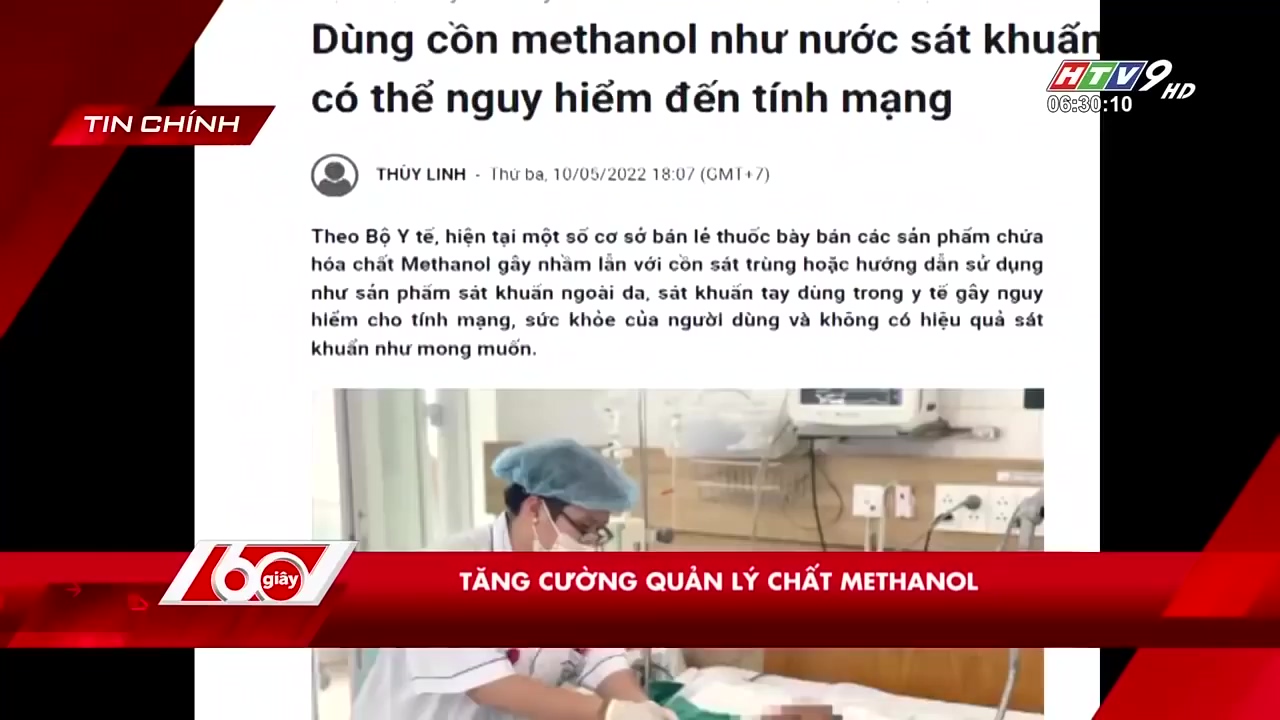 Dùng cồn methanol như nước sát khuẩn
có thể nguy hiểm đến tính mạng
HTV9 HD
06:30:10
TIN CHÍNH
THÙY LINH - Thứ ba, 10/05/2022 18:07 (GMT+7)
Theo Bộ Y tế, hiện tại một số cơ sở bán lẻ thuốc bày bán các sản phẩm chứa
hóa chất Methanol gây nhầm lẫn với cồn sát trùng hoặc hướng dẫn sử dụng
như sản phẩm sát khuẩn ngoài da, sát khuẩn tay dùng trong y tế gây nguy
hiểm cho tính mạng, sức khỏe của người dùng và không có hiệu quả sát
khuẩn như mong muốn.
60 giây
TĂNG CƯỜNG QUẢN LÝ CHẤT METHANOL